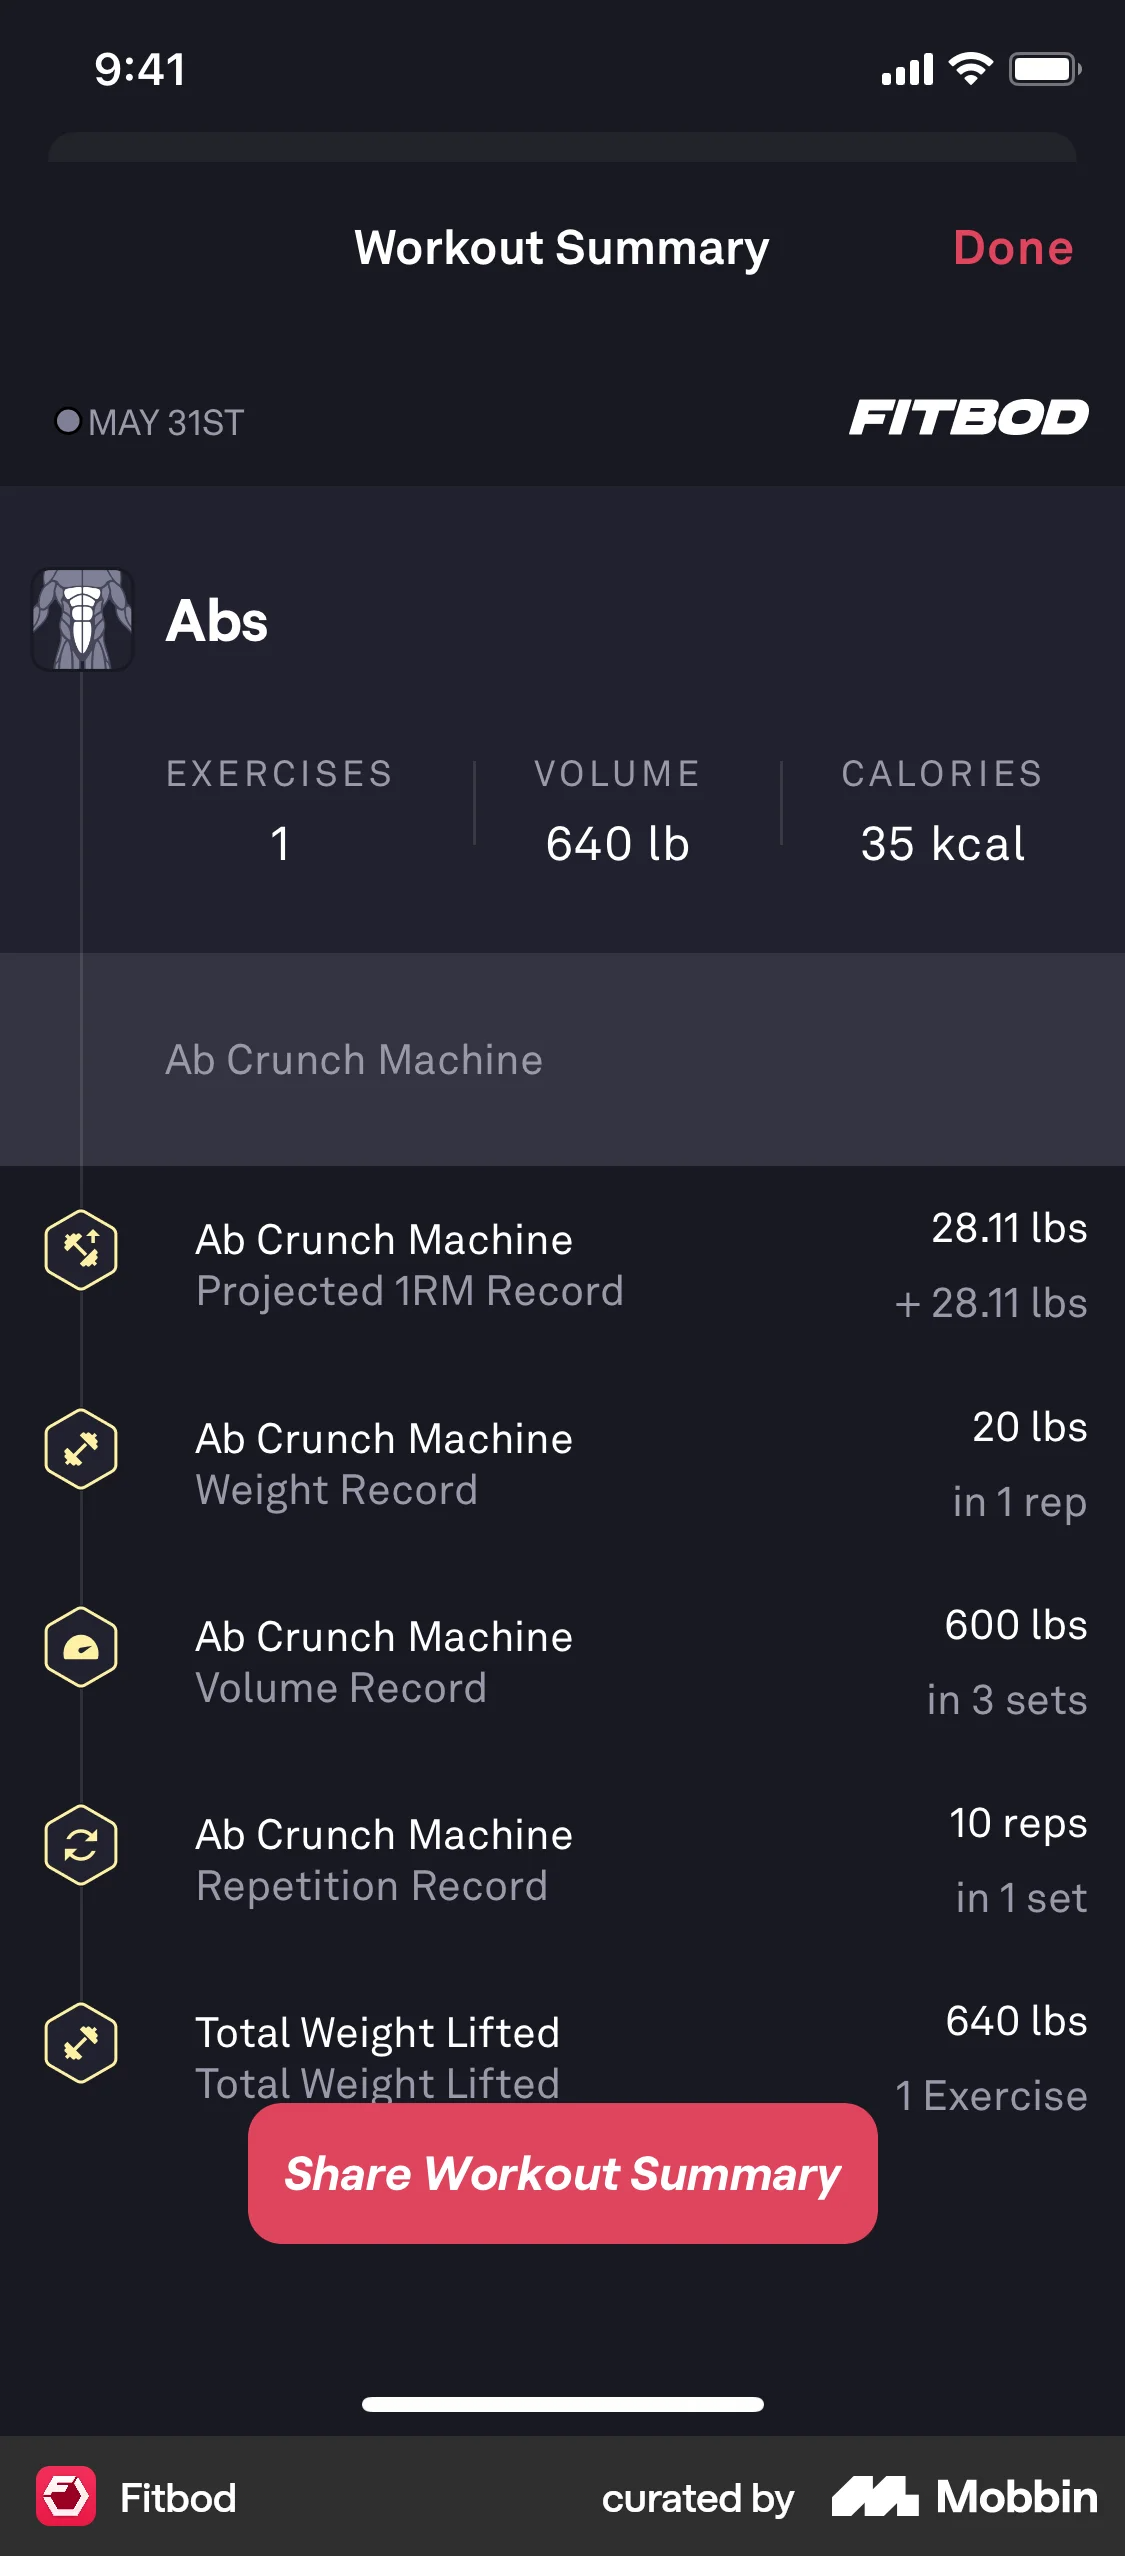 9:41
Workout Summary
Done
MAY 31ST
FITBOD
Abs
EXERCISES
VOLUME
CALORIES
1
640 lb
35 kcal
Ab Crunch Machine
Ab Crunch Machine
28.11 lbs
Projected 1RM Record
+ 28.11 lbs
Ab Crunch Machine
20 lbs
Weight Record
in 1 rep
Ab Crunch Machine
600 lbs
Volume Record
in 3 sets
Ab Crunch Machine
10 reps
Repetition Record
in 1 set
Total Weight Lifted
640 lbs
Total Weight Lifted
1 Exercise
Share Workout Summary
Fitbod
curated by
Mobbin